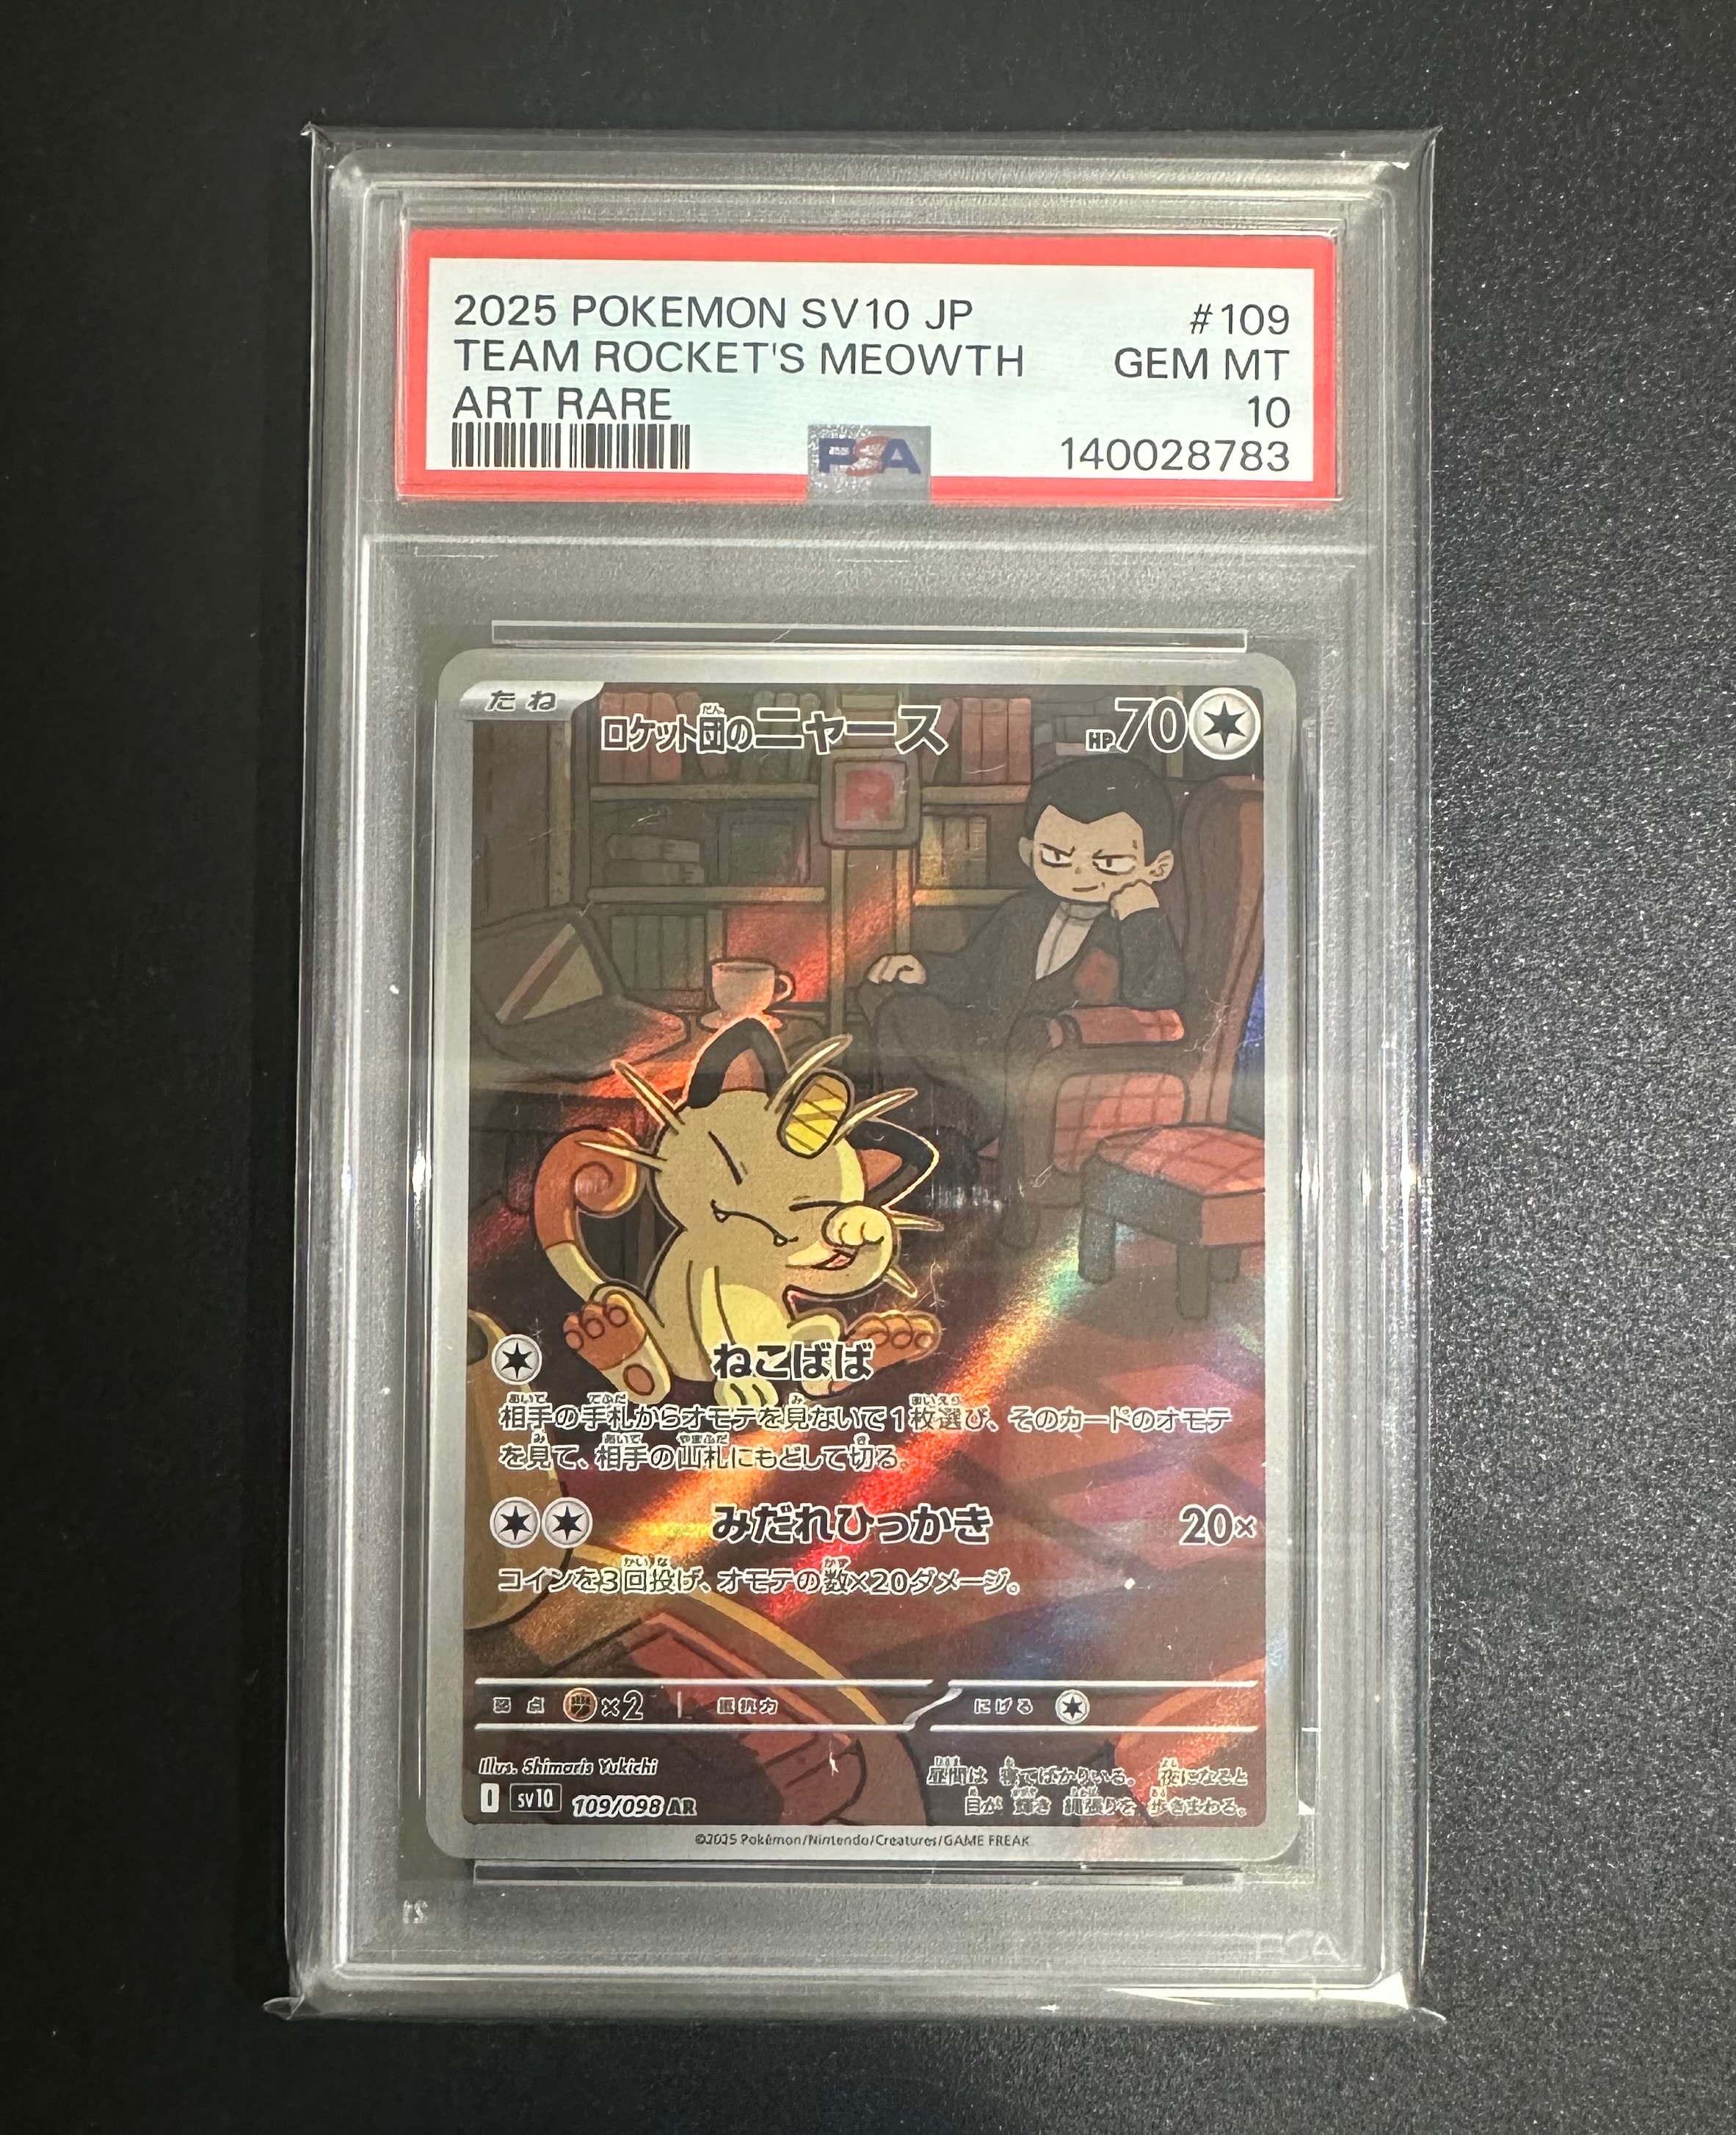 2025 POKEMON SV10 JP #109
TEAM ROCKET'S MEOWTH GEM MT
ART RARE 10
PSA 140028783
たね ロケット団のニャース HP70
だん
R
ねこばば
相手の手札からオモテを見ないで1枚選び、そのカードのオモテ
を見て、相手の山札にもどして切る。
みだれひっかき 20×
コインを3回投げ、オモテの数×20ダメージ。
弱点 ×2 抵抗力 にげる
Illus. Shimaris Yukichi
昼間は 寝てばかりいる。 夜になると
目が 輝き 縄張りを 歩きまわる。
I SV10 109/098 AR
©2025 Pokémon/Nintendo/Creatures/GAME FREAK
PSA